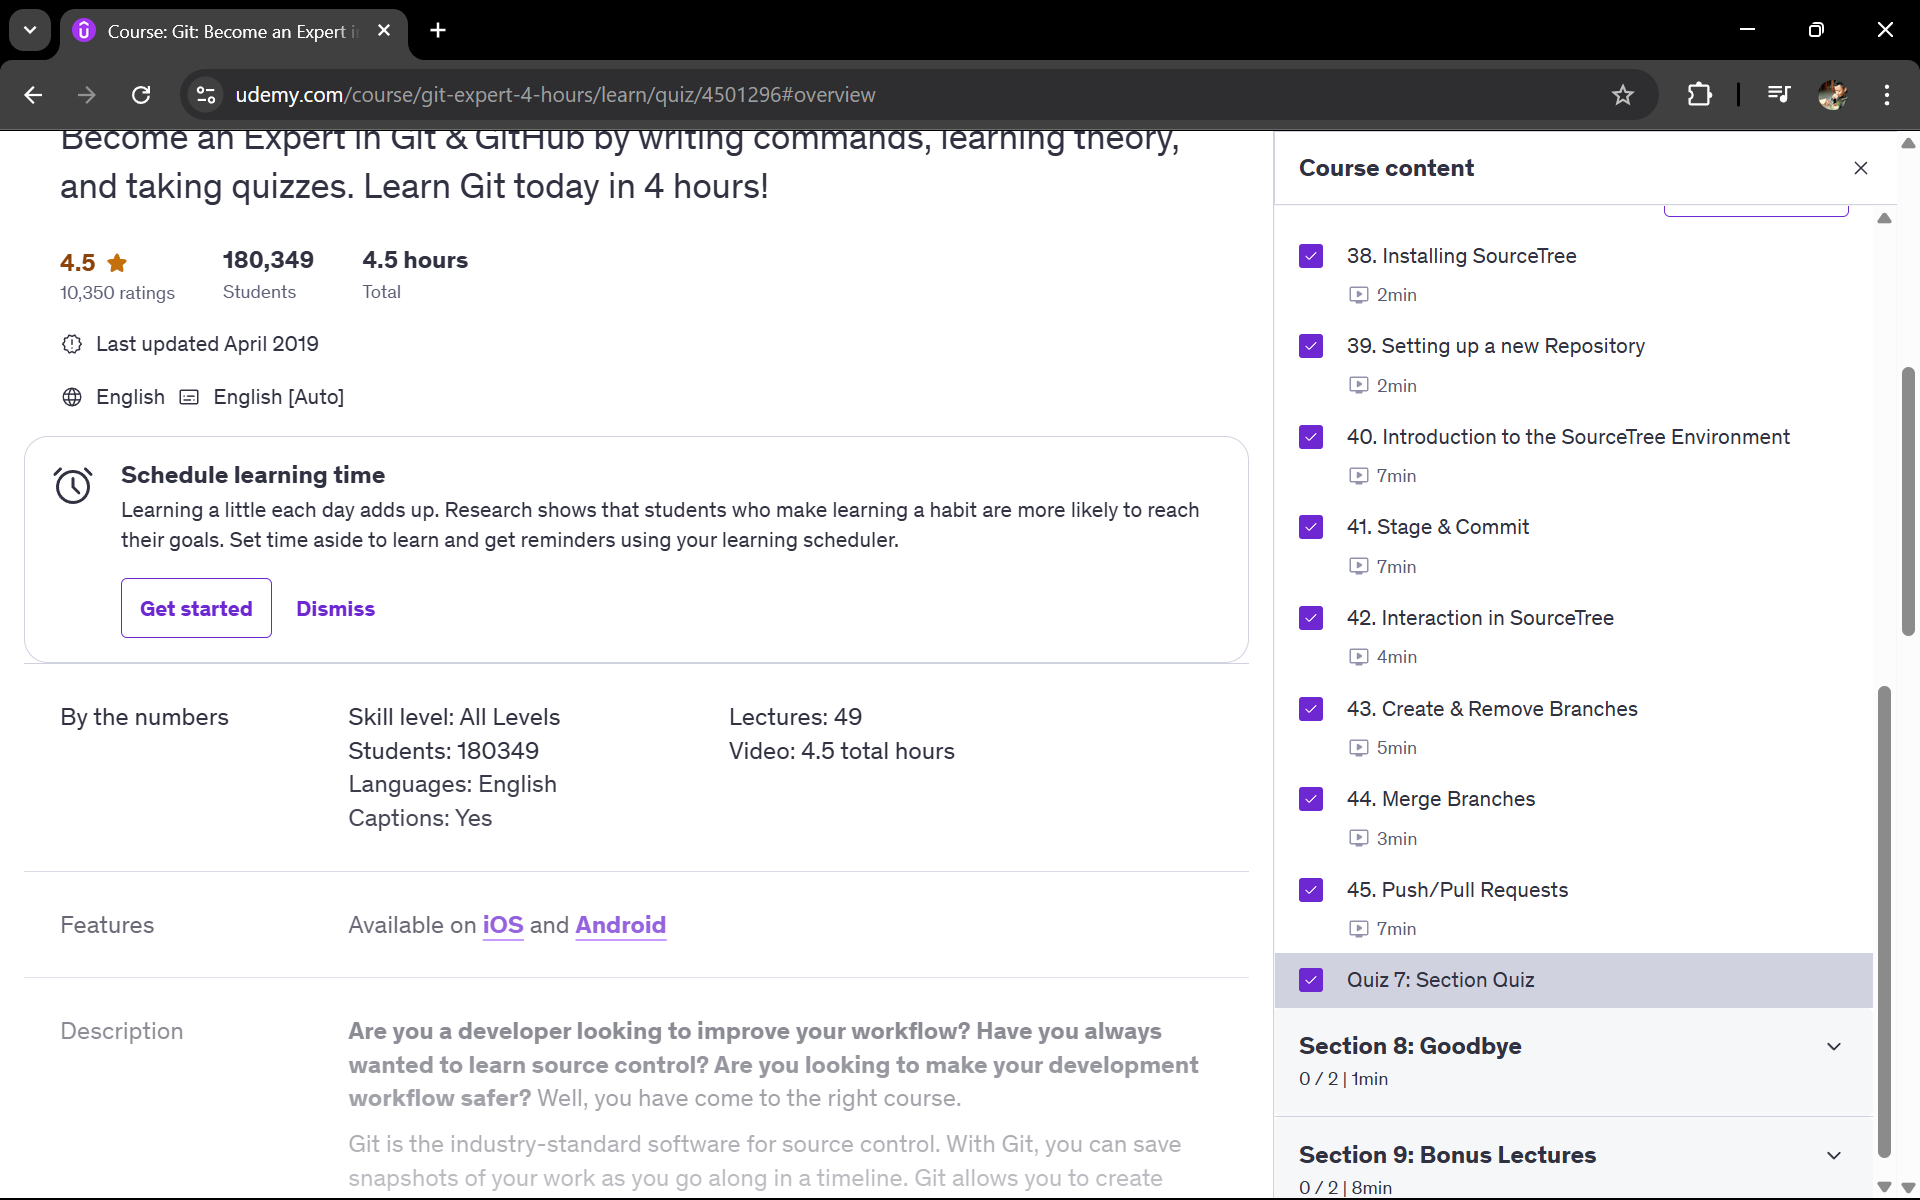 Course: Git: Become an Expert i
udemy.com/course/git-expert-4-hours/learn/quiz/4501296#overview
Become an Expert in Git & GitHub by writing commands, learning theory,
and taking quizzes. Learn Git today in 4 hours!
4.5
10,350 ratings
180,349
Students
4.5 hours
Total
Last updated April 2019
English
English [Auto]
Schedule learning time
Learning a little each day adds up. Research shows that students who make learning a habit are more likely to reach
their goals. Set time aside to learn and get reminders using your learning scheduler.
Get started
Dismiss
By the numbers
Skill level: All Levels
Students: 180349
Languages: English
Captions: Yes
Lectures: 49
Video: 4.5 total hours
Features
Available on iOS and Android
Description
Are you a developer looking to improve your workflow? Have you always
wanted to learn source control? Are you looking to make your development
workflow safer? Well, you have come to the right course.
Git is the industry-standard software for source control. With Git, you can save
snapshots of your work as you go along in a timeline. Git allows you to create
Course content
38. Installing SourceTree
2min
39. Setting up a new Repository
2min
40. Introduction to the SourceTree Environment
7min
41. Stage & Commit
7min
42. Interaction in SourceTree
4min
43. Create & Remove Branches
5min
44. Merge Branches
3min
45. Push/Pull Requests
7min
Quiz 7: Section Quiz
Section 8: Goodbye
0 / 2 | 1min
Section 9: Bonus Lectures
0 / 2 | 8min